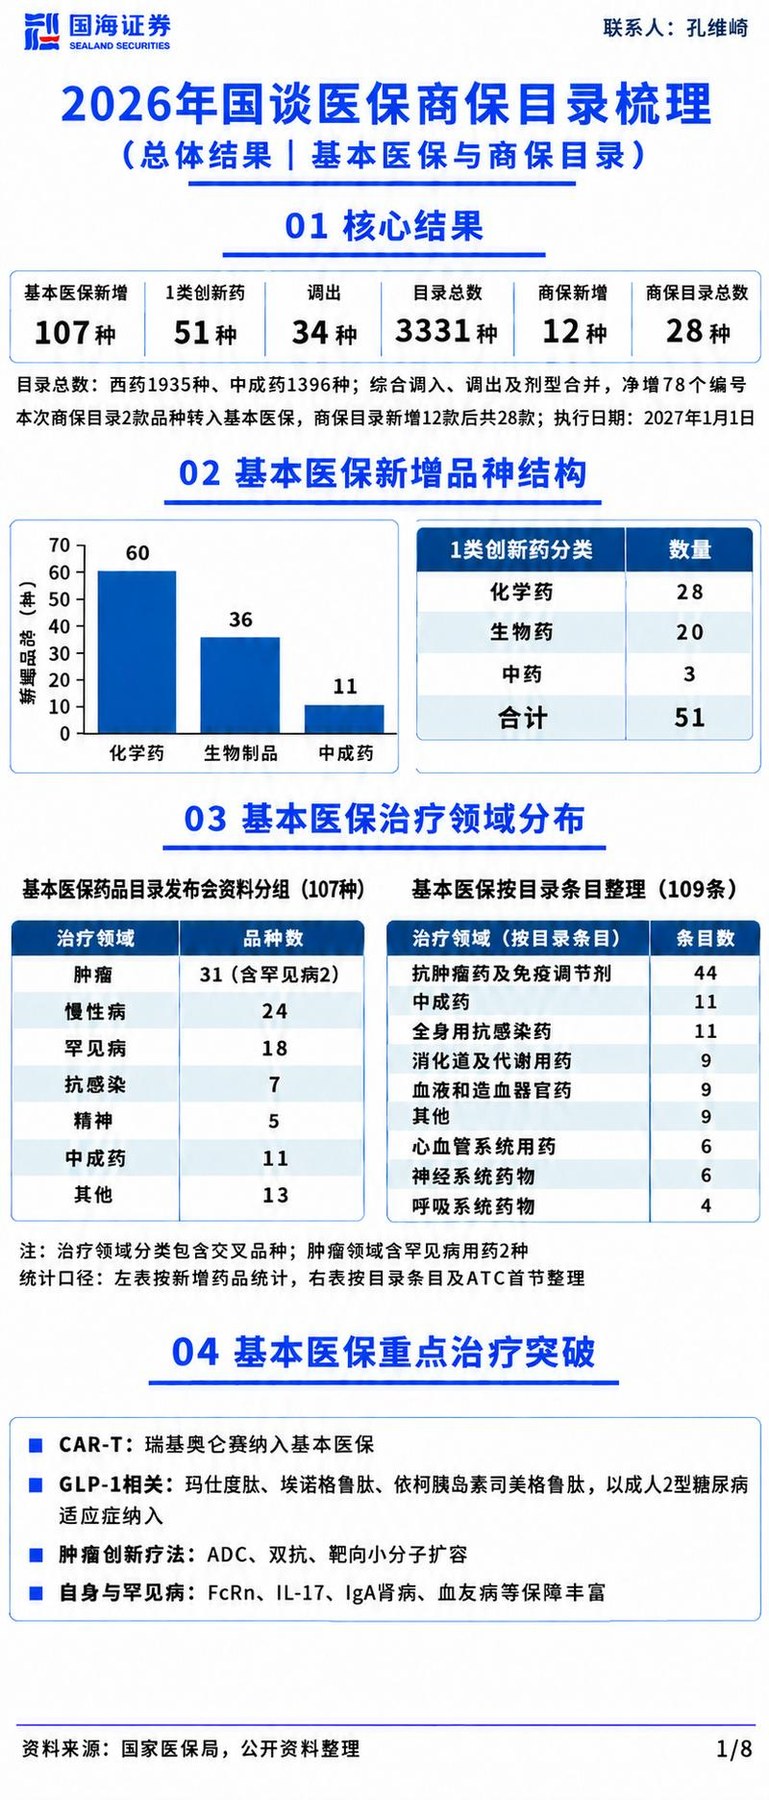 国海证券
SEALAND SECURITIES
联系人：孔维崎
2026年国谈医保商保目录梳理
（总体结果｜基本医保与商保目录）
01 核心结果
基本医保新增 1类创新药 调出 目录总数 商保新增 商保目录总数
107种 51种 34种 3331种 12种 28种
目录总数：西药1935种、中成药1396种；综合调入、调出及剂型合并，净增78个编号
本次商保目录2款品种转入基本医保，商保目录新增12款后共28款；执行日期：2027年1月1日
02 基本医保新增品神结构
70
60
50
40
30
20
10
0
60
36
11
化学药 生物制品 中成药
1类创新药分类 数量
化学药 28
生物药 20
中药 3
合计 51
03 基本医保治疗领域分布
基本医保药品目录发布会资料分组（107种）
治疗领域 品种数
肿瘤 31（含罕见病2）
慢性病 24
罕见病 18
抗感染 7
精神 5
中成药 11
其他 13
基本医保按目录条目整理（109条）
治疗领域（按目录条目） 条目数
抗肿瘤药及免疫调节剂 44
中成药 11
全身用抗感染药 11
消化道及代谢用药 9
血液和造血器官药 9
其他 9
心血管系统用药 6
神经系统药物 6
呼吸系统药物 4
注：治疗领域分类包含交叉品种；肿瘤领域含罕见病用药2种
统计口径：左表按新增药品统计，右表按目录条目及ATC首节整理
04 基本医保重点治疗突破
CAR-T：瑞基奥仑赛纳入基本医保
GLP-1相关：玛仕度肽、埃诺格鲁肽、依柯胰岛素司美格鲁肽，以成人2型糖尿病
适应症纳入
肿瘤创新疗法：ADC、双抗、靶向小分子扩容
自身与罕见病：FcRn、IL-17、IgA肾病、血友病等保障丰富
资料来源：国家医保局，公开资料整理
1/8